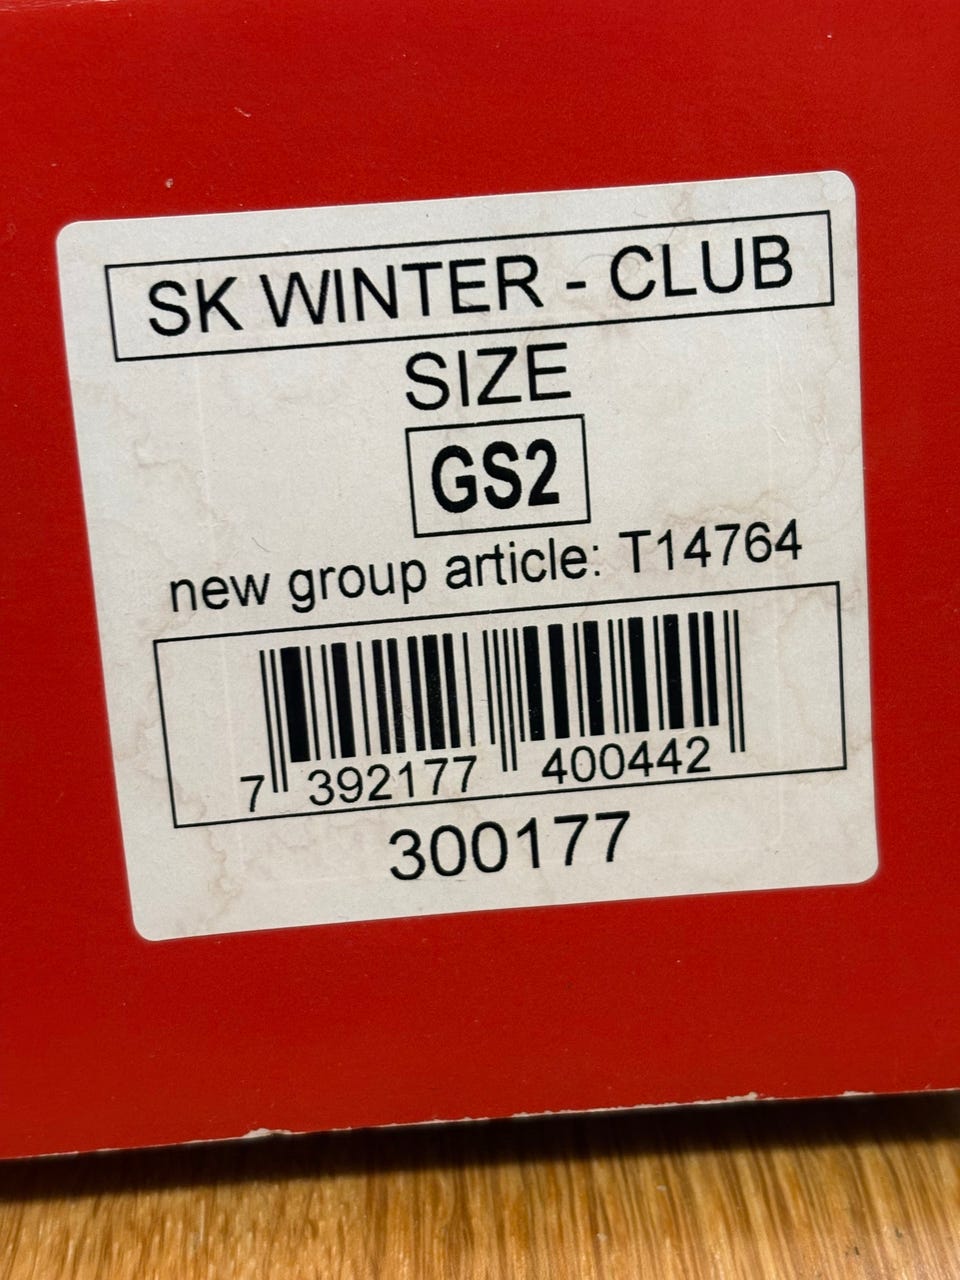 SK WINTER - CLUB
SIZE
GS2
new group article: T14764
7 392177 400442
300177